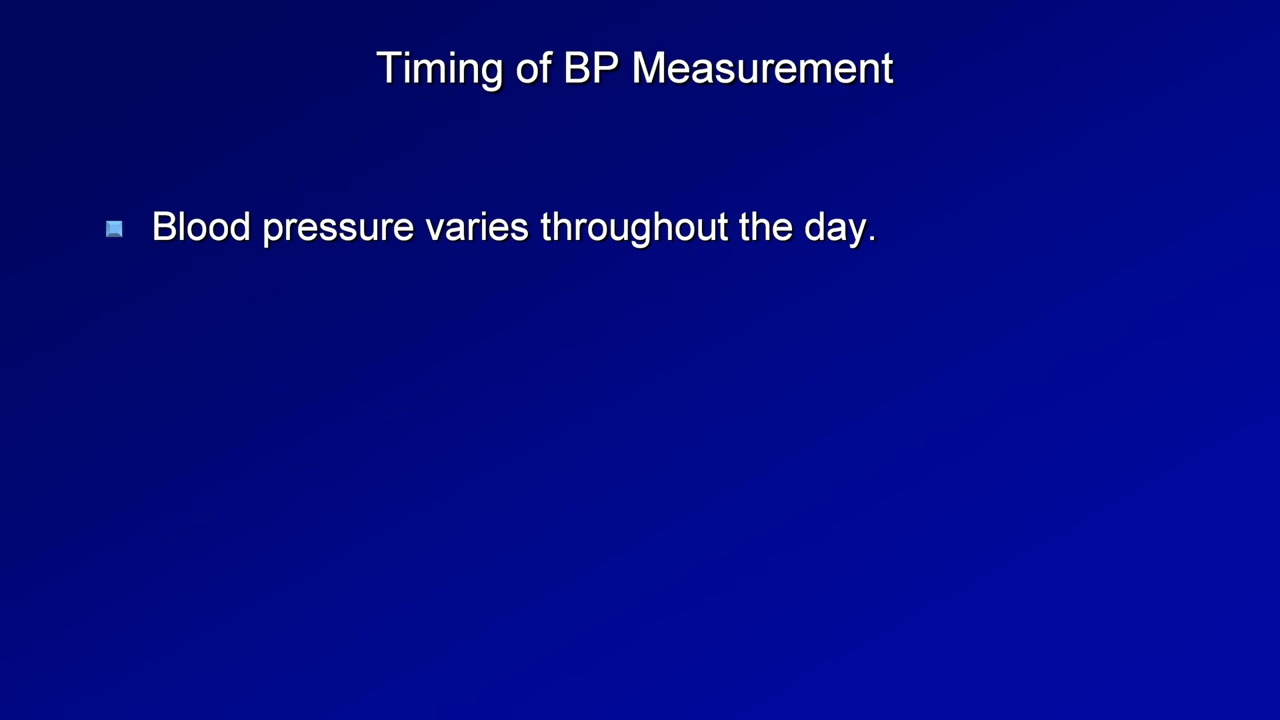 Timing of BP Measurement
Blood pressure varies throughout the day.